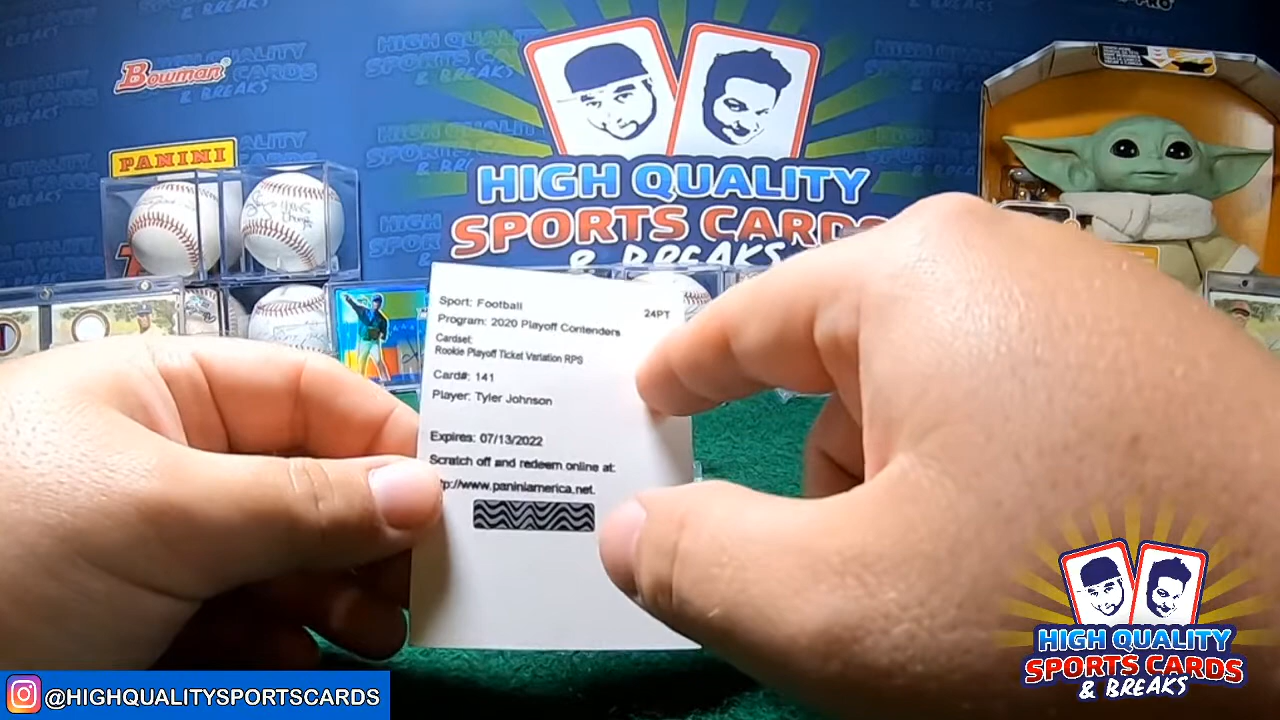 Bowman
PANINI
HIGH QUALITY
SPORTS CARDS
& BREAKS
Sport: Football
24PT
Program: 2020 Playoff Contenders
Cardset:
Rookie Playoff Ticket Variation RPS
Card#: 141
Player: Tyler Johnson
Expires: 07/13/2022
Scratch off and redeem online at:
tp://www.paniniamerica.net.
HIGH QUALITY
SPORTS CARDS
& BREAKS
@HIGHQUALITYSPORTSCARDS